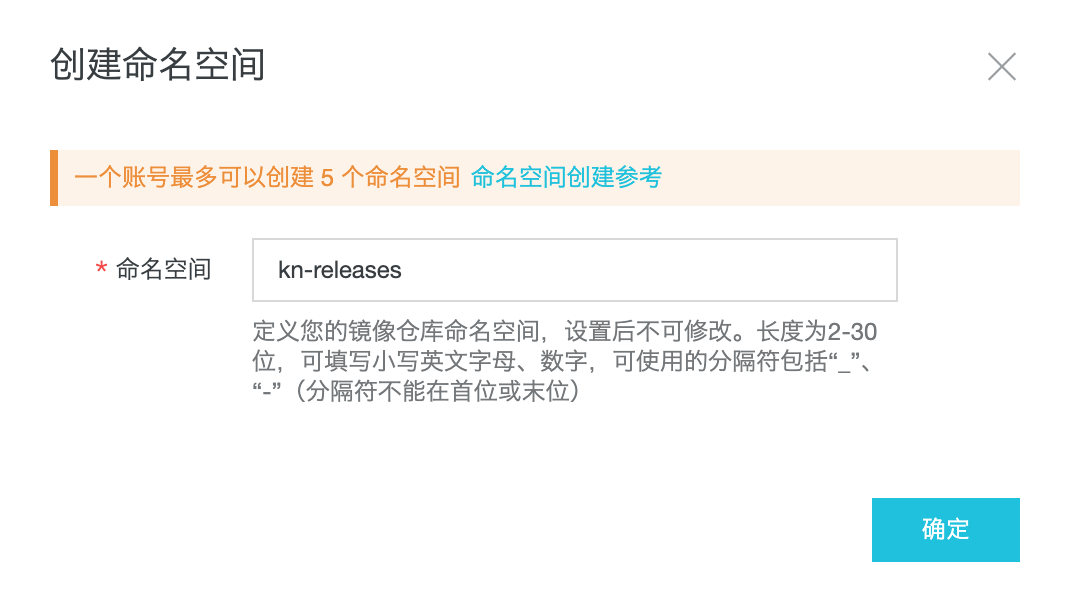 创建命名空间
一个账号最多可以创建 5 个命名空间 命名空间创建参考
* 命名空间
kn-releases
定义您的镜像仓库命名空间，设置后不可修改。长度为2-30
位，可填写小写英文字母、数字，可使用的分隔符包括“_”、
“-”（分隔符不能在首位或末位）
确定